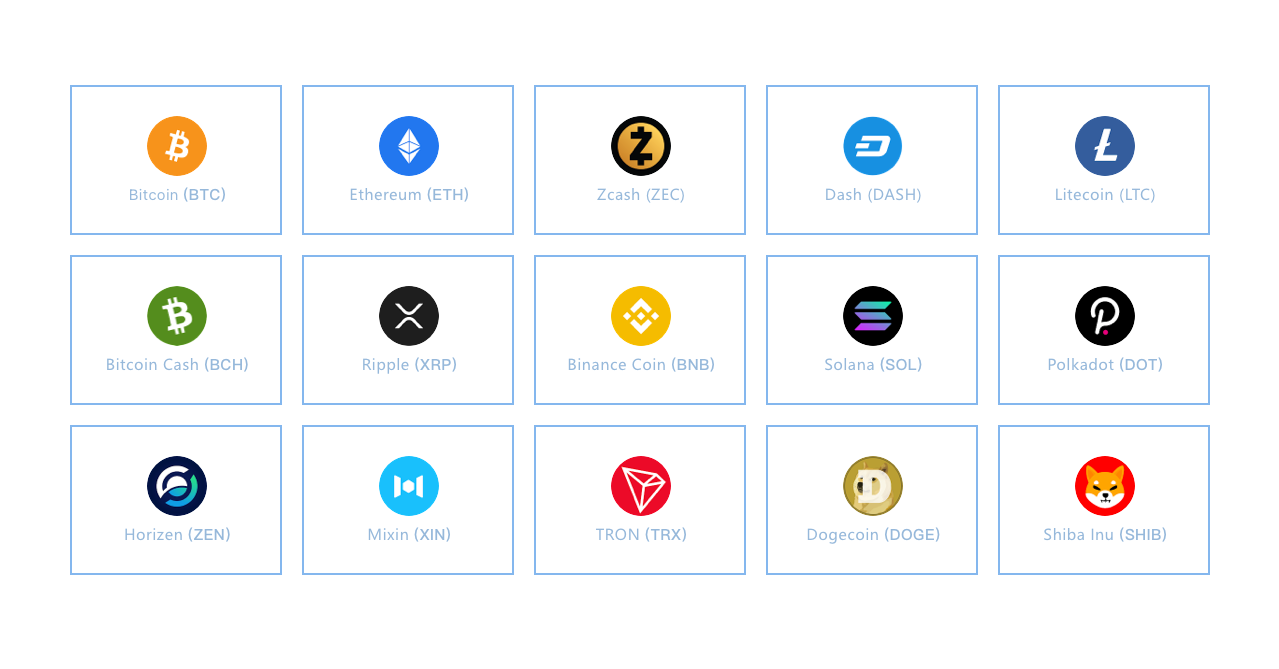 Bitcoin (BTC)
Ethereum (ETH)
Zcash (ZEC)
Dash (DASH)
Litecoin (LTC)
Bitcoin Cash (BCH)
Ripple (XRP)
Binance Coin (BNB)
Solana (SOL)
Polkadot (DOT)
Horizen (ZEN)
Mixin (XIN)
TRON (TRX)
Dogecoin (DOGE)
Shiba Inu (SHIB)